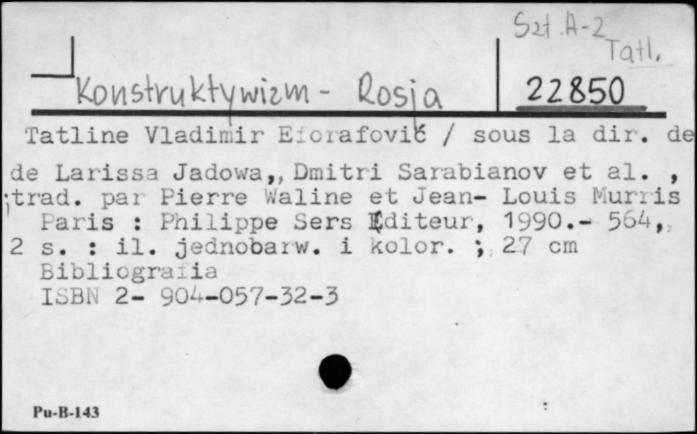 Szt. A-2
Tatl.
Konstruktywizm - Rosja
22850
Tatline Vladimir Eforafović / sous la dir. de
de Larissa Jadowa,, Dmitri Sarabianov et al. ,
;trad. par Pierre Waline et Jean- Louis Murris
Paris : Philippe Sers Editeur, 1990.- 564,,
2 s. : il. jednobarw. i kolor. ; 27 cm
Bibliografia
ISBN 2- 904-057-32-3
Pu-B-143